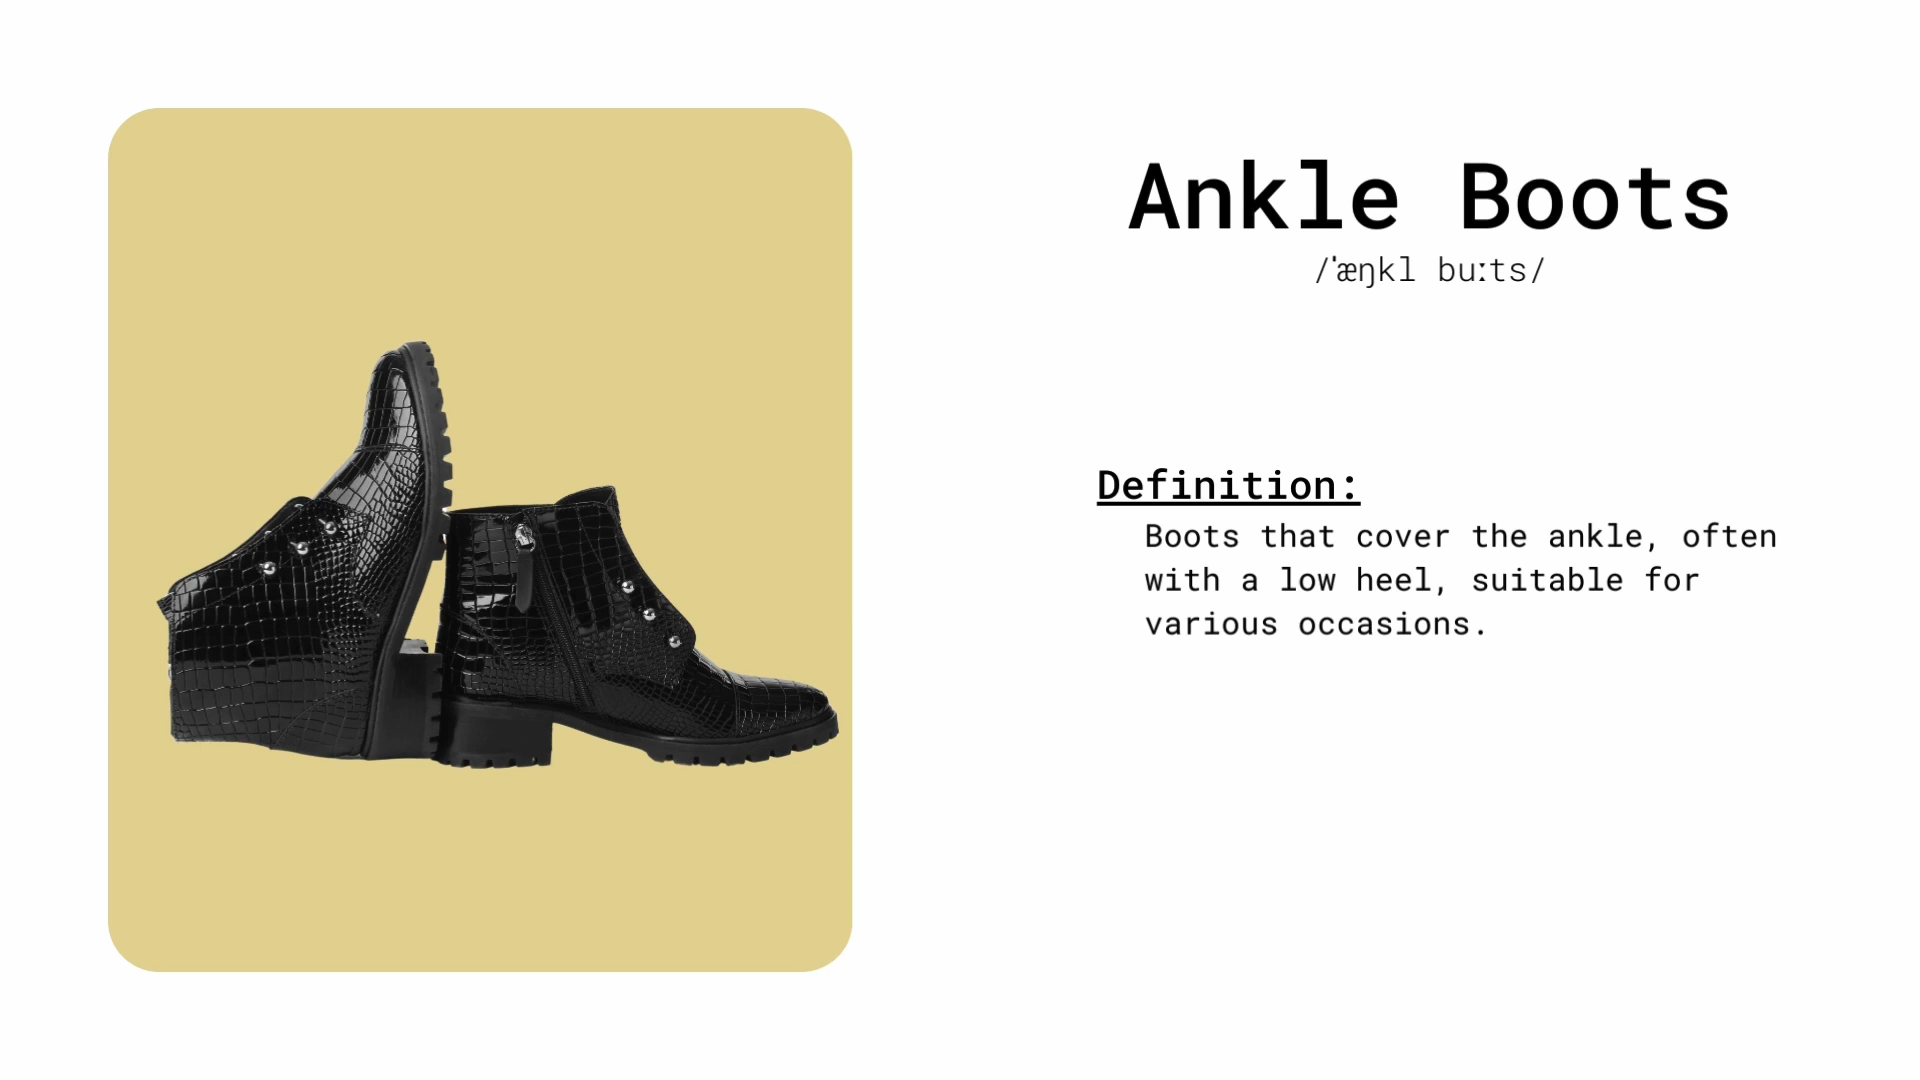 Ankle Boots
/ˈæŋkl buːts/
Definition:
Boots that cover the ankle, often
with a low heel, suitable for
various occasions.